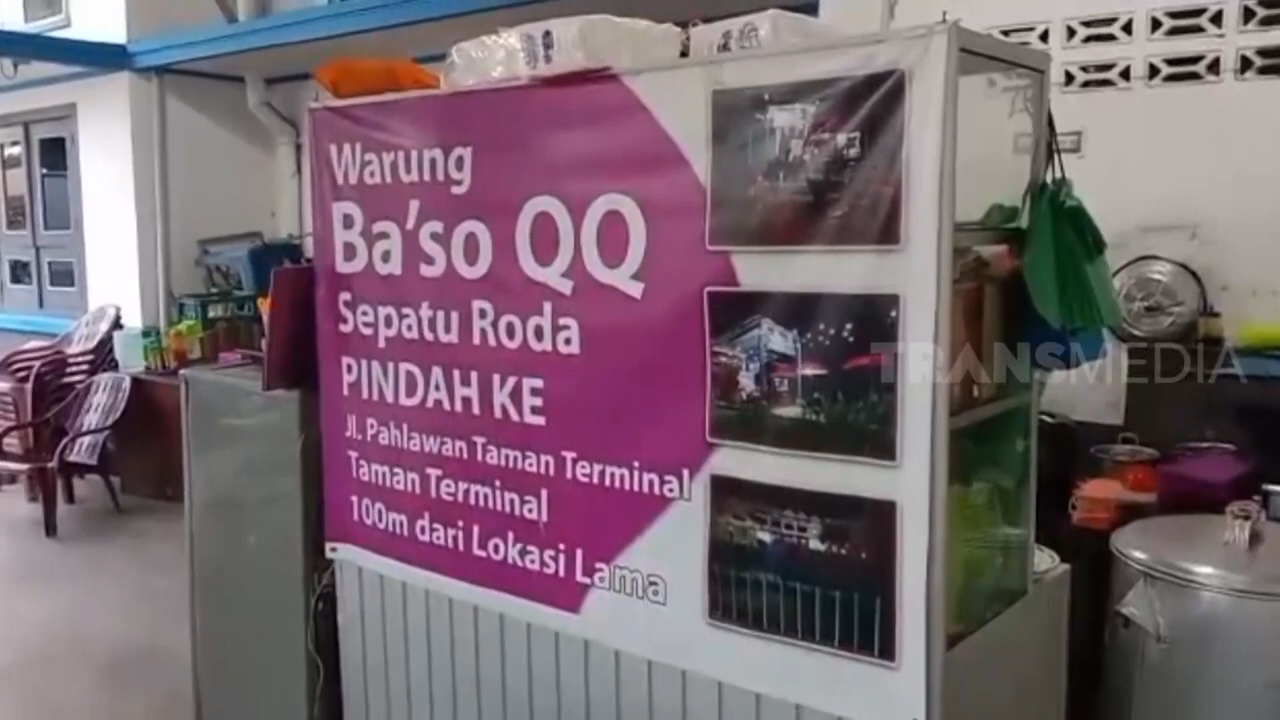 Warung
Ba'so QQ
Sepatu Roda
PINDAH KE
Jl. Pahlawan Taman Terminal
Taman Terminal
100m dari Lokasi Lama
TRANSMEDIA